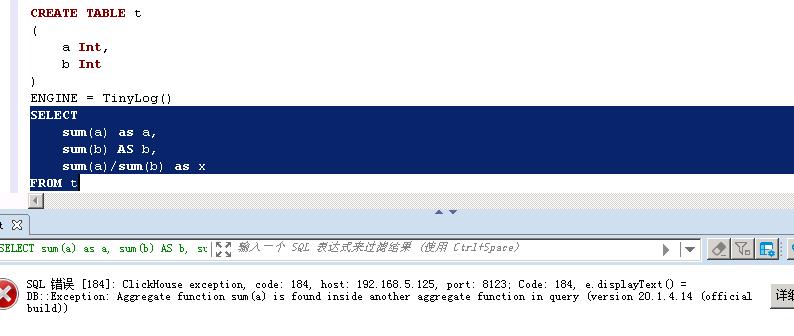 CREATE TABLE t
(
a Int,
b Int
)
ENGINE = TinyLog()
SELECT
sum(a) as a,
sum(b) AS b,
sum(a)/sum(b) as x
FROM t
t
SELECT sum(a) as a, sum(b) AS b, su
输入一个 SQL 表达式来过滤结果 (使用 Ctrl+Space)
SQL 错误 [184]: ClickHouse exception, code: 184, host: 192.168.5.125, port: 8123; Code: 184, e.displayText() =
DB::Exception: Aggregate function sum(a) is found inside another aggregate function in query (version 20.1.4.14 (official
build))
详细